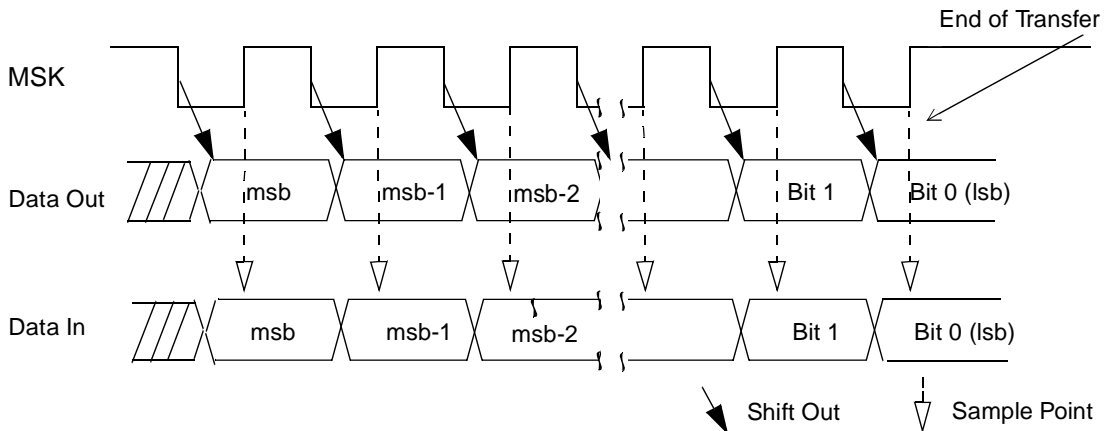 End of Transfer
MSK
Data Out
msb
msb-1
msb-2
Bit 1
Bit 0 (lsb)
Data In
msb
msb-1
msb-2
Bit 1
Bit 0 (lsb)
Shift Out
Sample Point